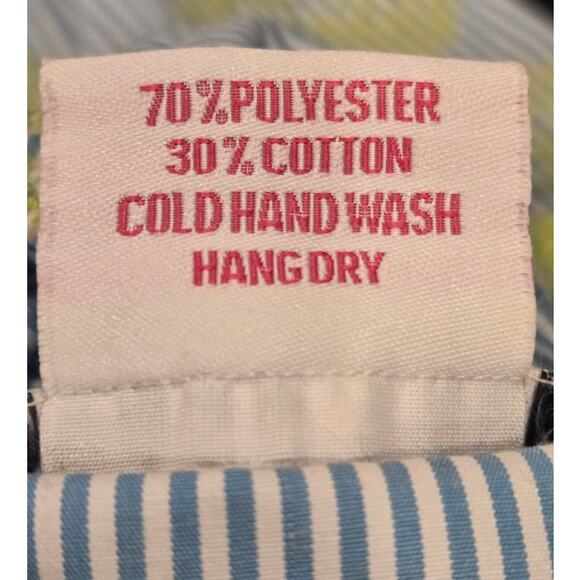 70%POLYESTER
30% COTTON
COLD HAND WASH
HANG DRY